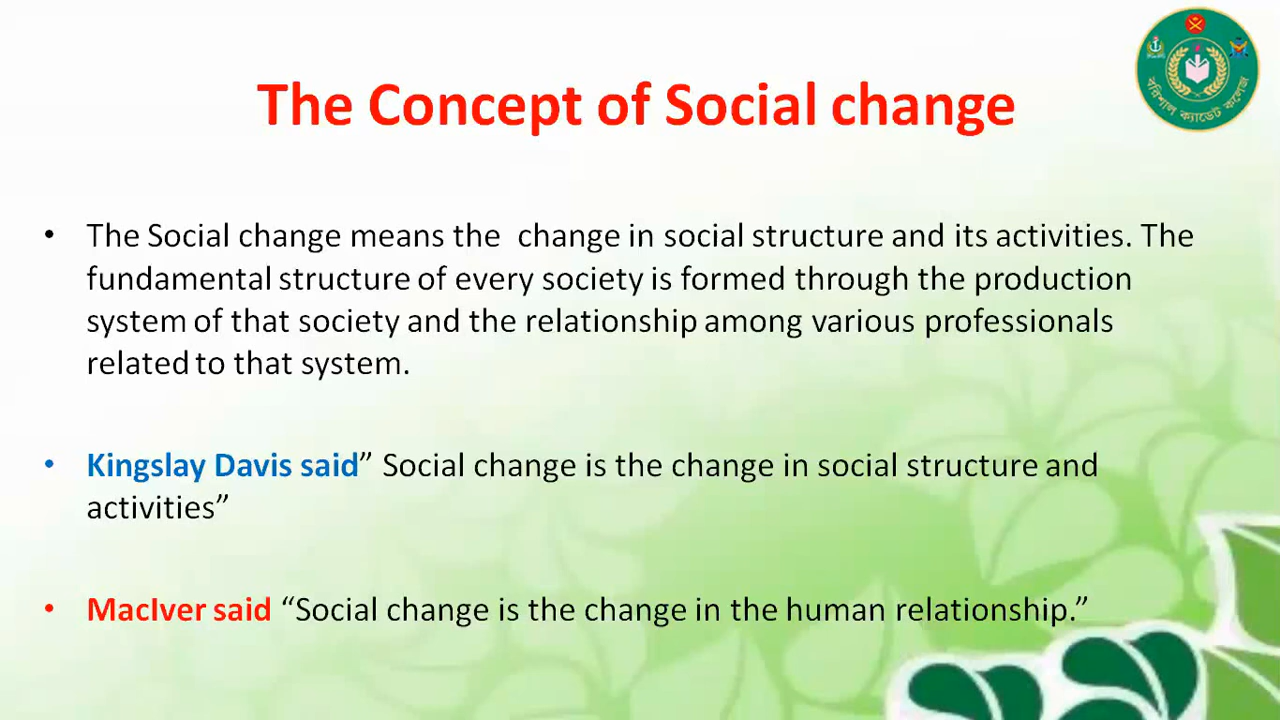 The Concept of Social change
বরিশাল ক্যাডেট কলেজ
• The Social change means the change in social structure and its activities. The
fundamental structure of every society is formed through the production
system of that society and the relationship among various professionals
related to that system.
• Kingslay Davis said” Social change is the change in social structure and
activities”
• MacIver said “Social change is the change in the human relationship.”